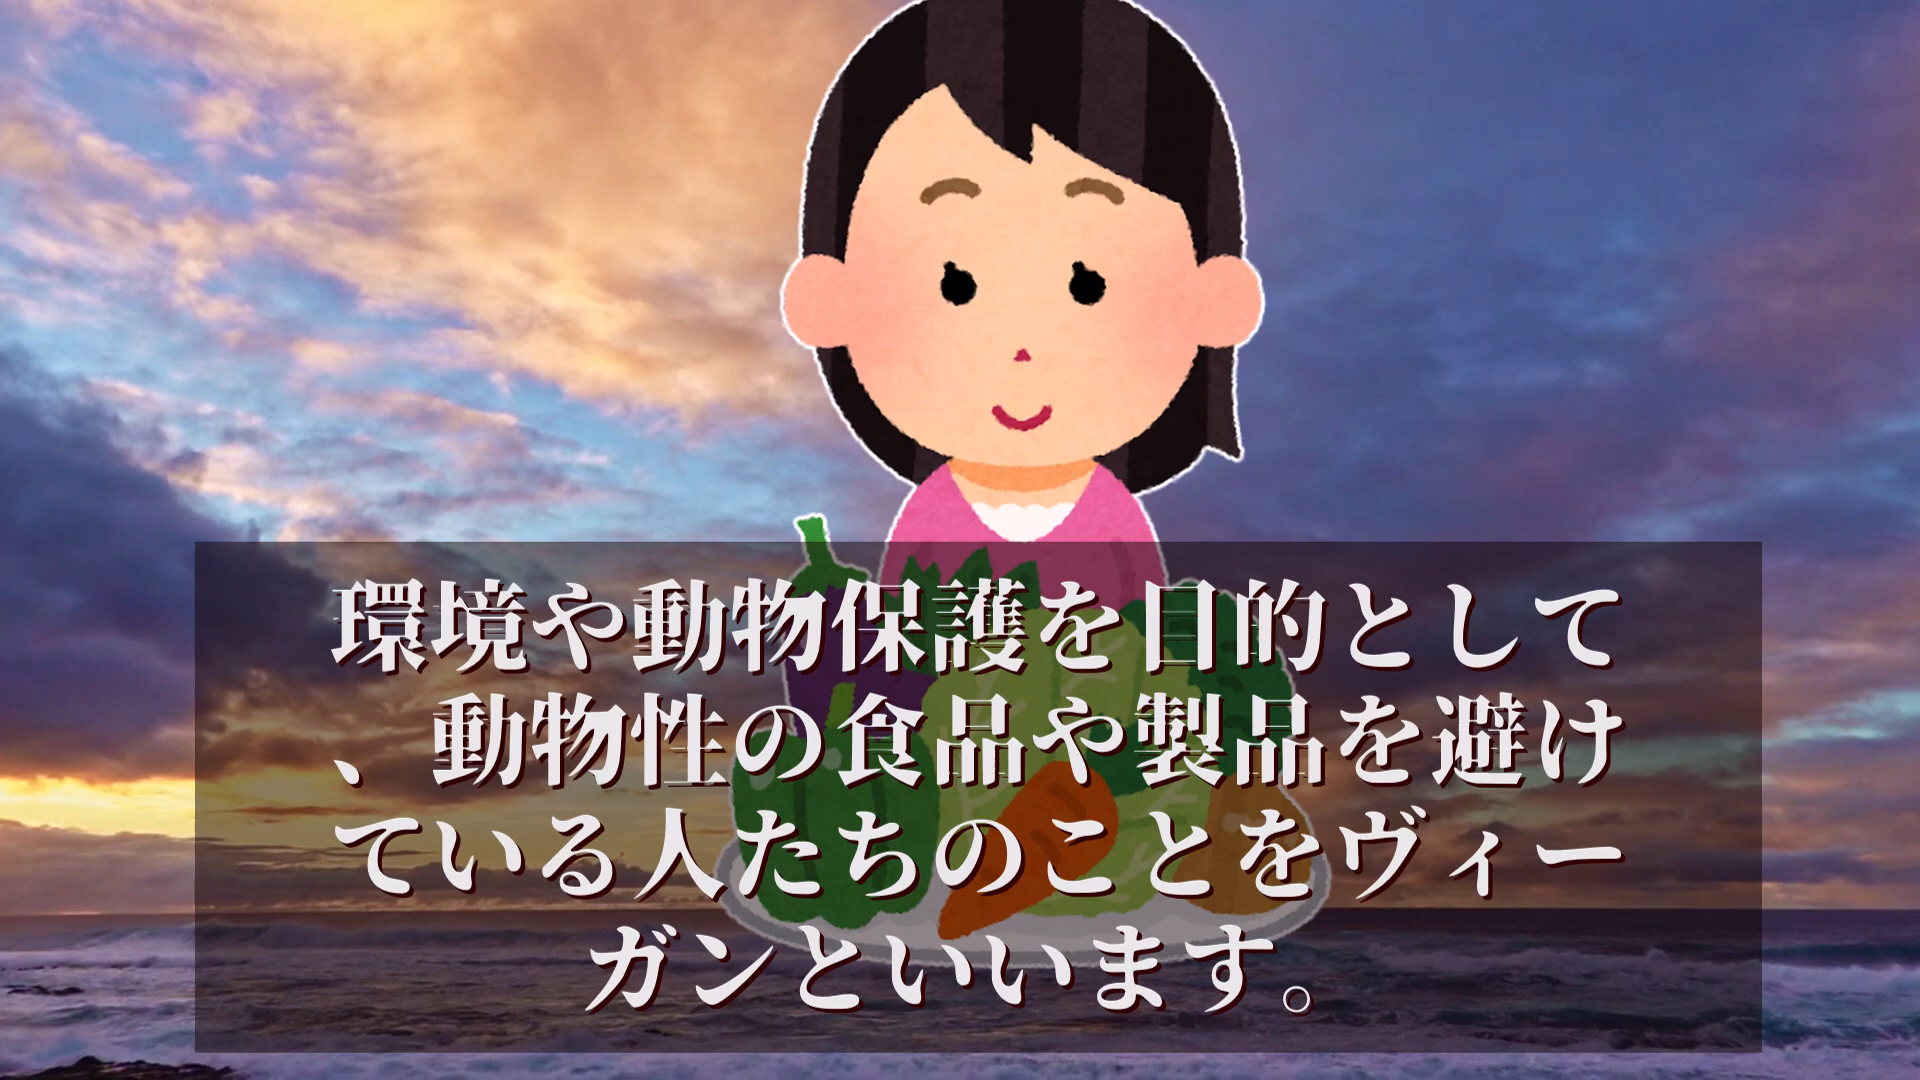 環境や動物保護を目的として
、動物性の食品や製品を避け
ている人たちのことをヴィー
ガンといいます。